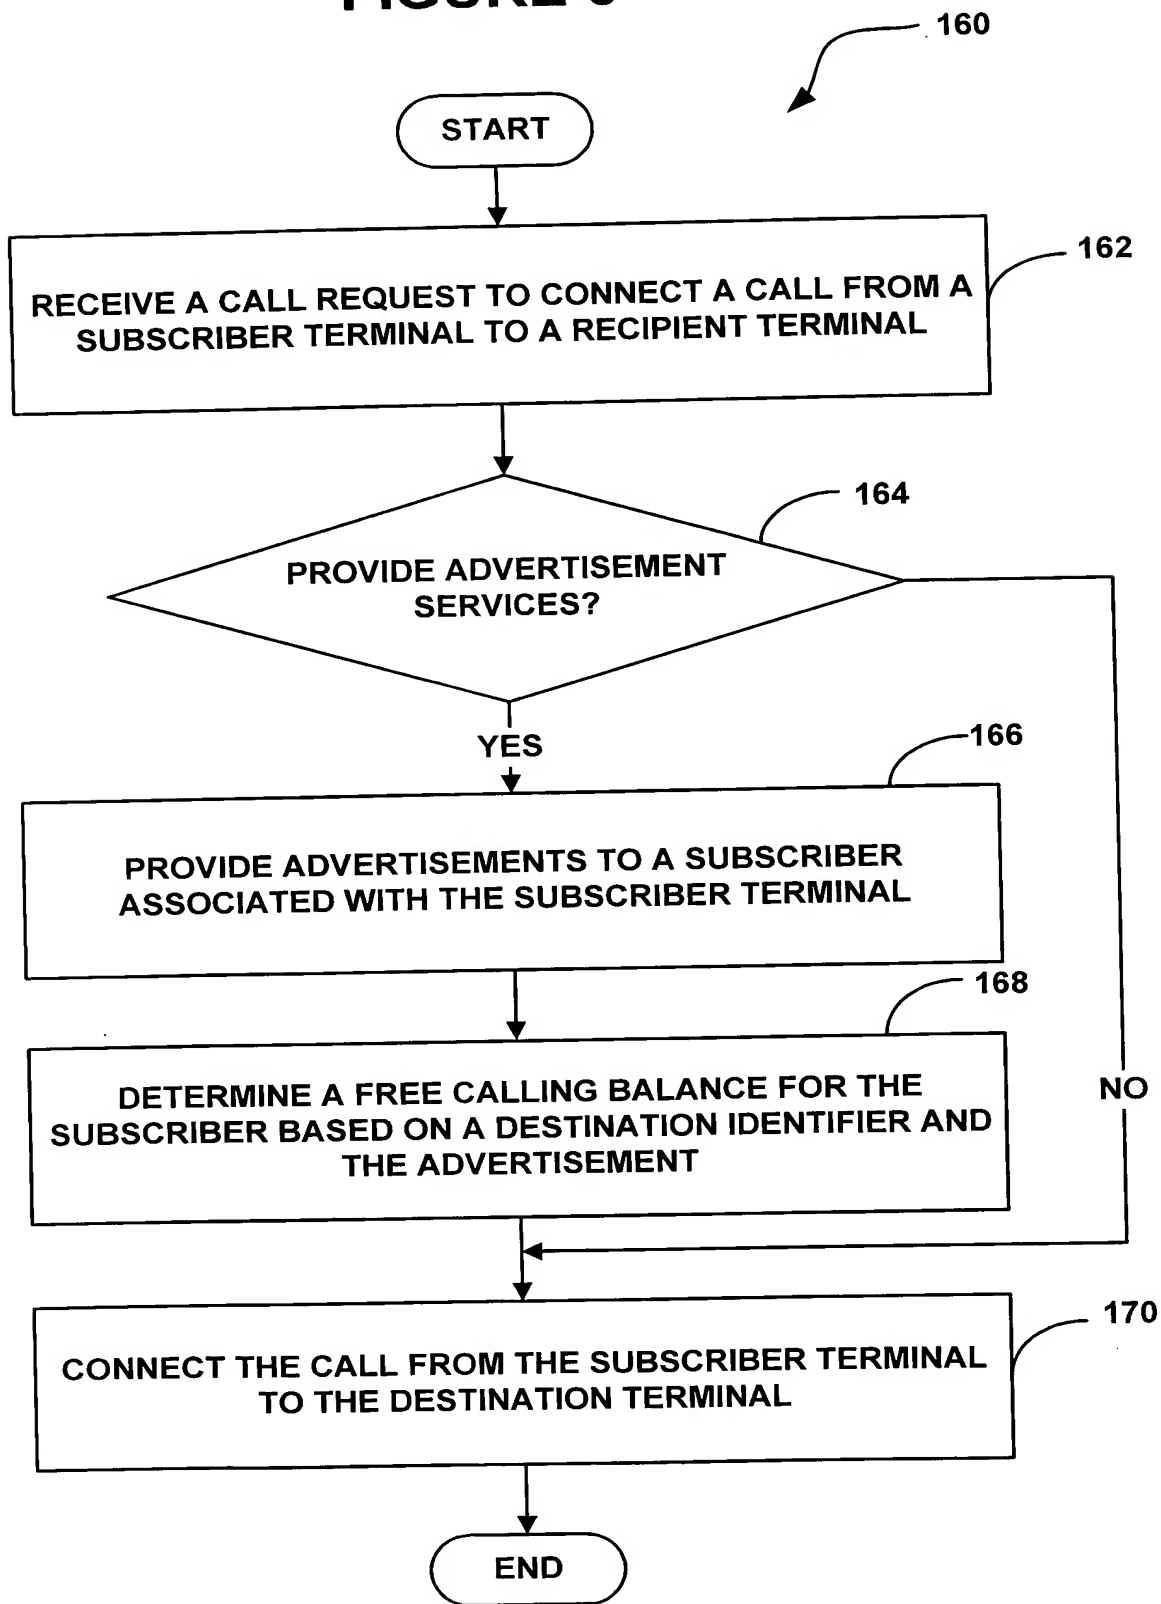 160
START
162
RECEIVE A CALL REQUEST TO CONNECT A CALL FROM A
SUBSCRIBER TERMINAL TO A RECIPIENT TERMINAL
164
PROVIDE ADVERTISEMENT
SERVICES?
YES
166
PROVIDE ADVERTISEMENTS TO A SUBSCRIBER
ASSOCIATED WITH THE SUBSCRIBER TERMINAL
168
DETERMINE A FREE CALLING BALANCE FOR THE
SUBSCRIBER BASED ON A DESTINATION IDENTIFIER AND
THE ADVERTISEMENT
NO
170
CONNECT THE CALL FROM THE SUBSCRIBER TERMINAL
TO THE DESTINATION TERMINAL
END